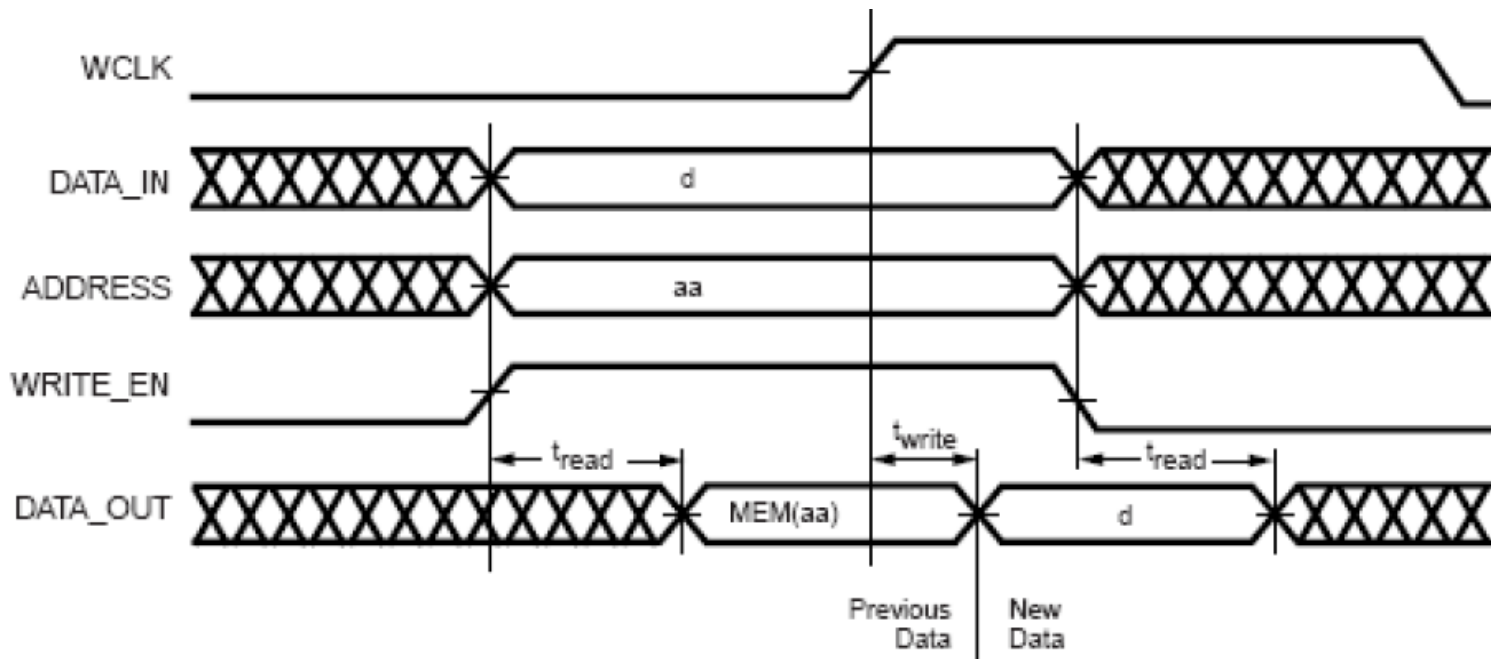 WCLK
DATA_IN
d
ADDRESS
aa
WRITE_EN
tread
twrite
tread
DATA_OUT
MEM(aa)
d
Previous
Data
New
Data